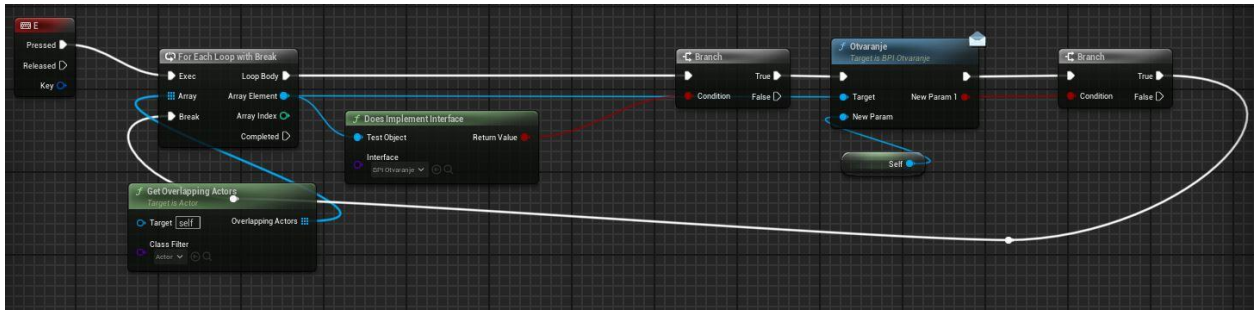 E
Pressed
Released
Key
For Each Loop with Break
Exec
Loop Body
Array
Array Element
Break
Array Index
Completed
Get Overlapping Actors
Target is Actor
Target
self
Overlapping Actors
Class Filter
Actor
Does Implement Interface
Test Object
Return Value
Interface
BPI Otvaranje
Branch
True
Condition
False
Otvaranje
Target is BPI Otvaranje
Target
New Param 1
New Param
Self
Branch
True
Condition
False